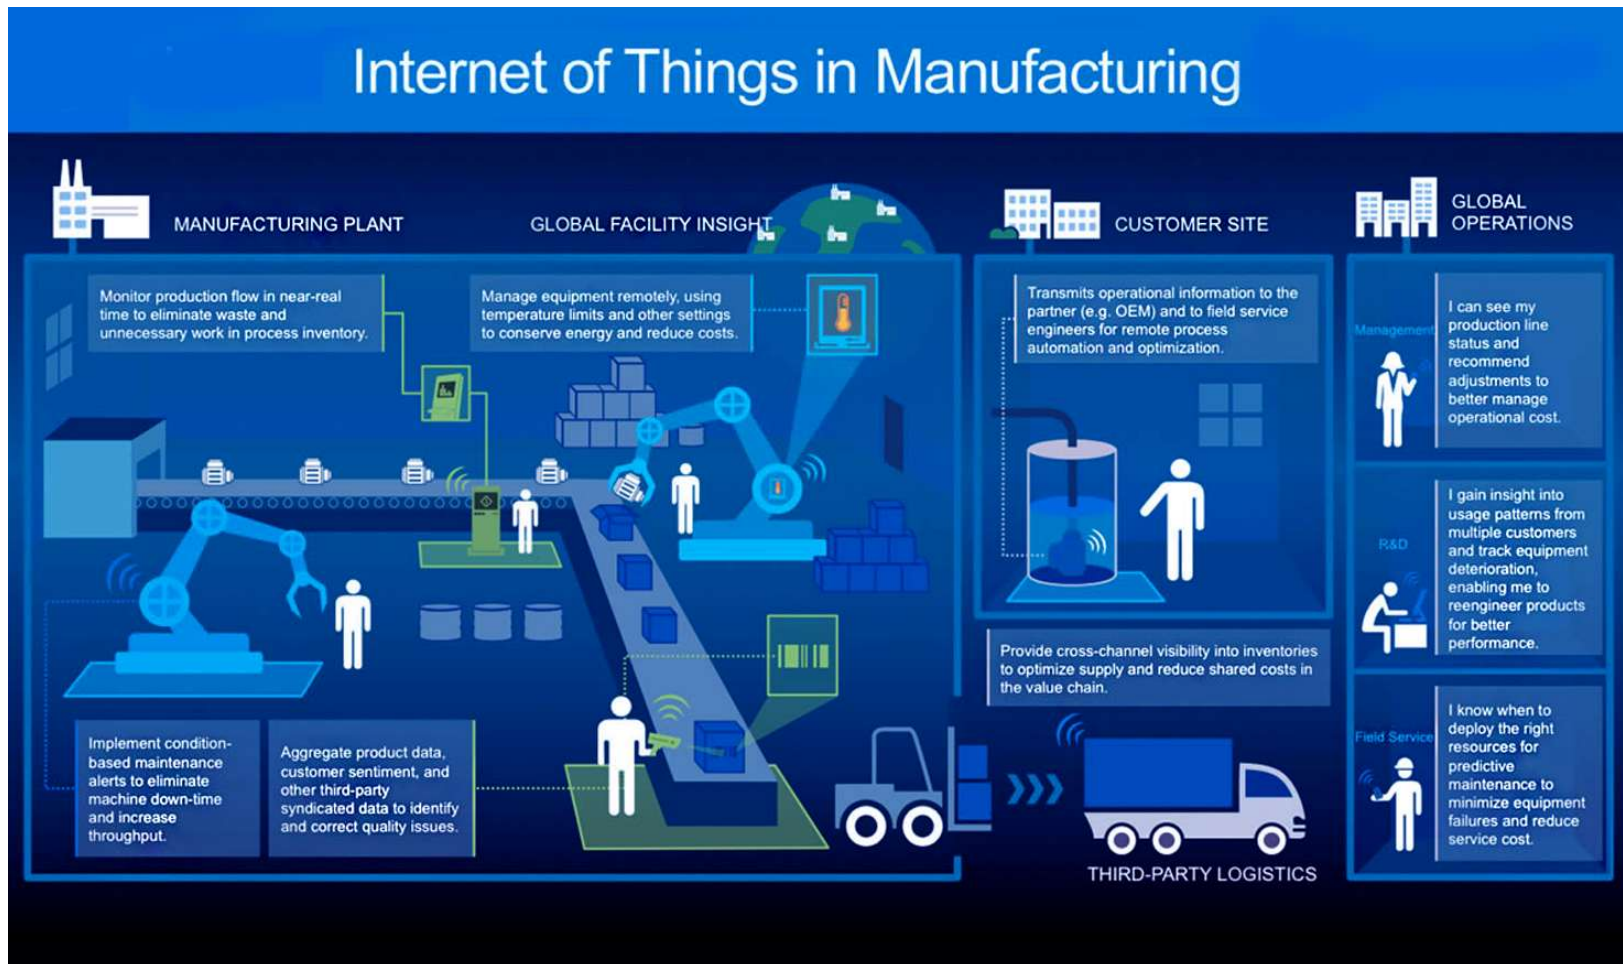 Internet of Things in Manufacturing
MANUFACTURING PLANT
GLOBAL FACILITY INSIGHT
CUSTOMER SITE
GLOBAL
OPERATIONS
Monitor production flow in near-real
time to eliminate waste and
unnecessary work in process inventory.
Manage equipment remotely, using
temperature limits and other settings
to conserve energy and reduce costs.
Transmits operational information to the
partner (e.g. OEM) and to field service
engineers for remote process
automation and optimization.
Management
I can see my
production line
status and
recommend
adjustments to
better manage
operational cost.
R&D
I gain insight into
usage patterns from
multiple customers
and track equipment
deterioration,
enabling me to
reengineer products
for better
performance.
Provide cross-channel visibility into inventories
to optimize supply and reduce shared costs in
the value chain.
Implement condition-
based maintenance
alerts to eliminate
machine down-time
and increase
throughput.
Aggregate product data,
customer sentiment, and
other third-party
syndicated data to identify
and correct quality issues.
Field Service
I know when to
deploy the right
resources for
predictive
maintenance to
minimize equipment
failures and reduce
service cost.
THIRD-PARTY LOGISTICS